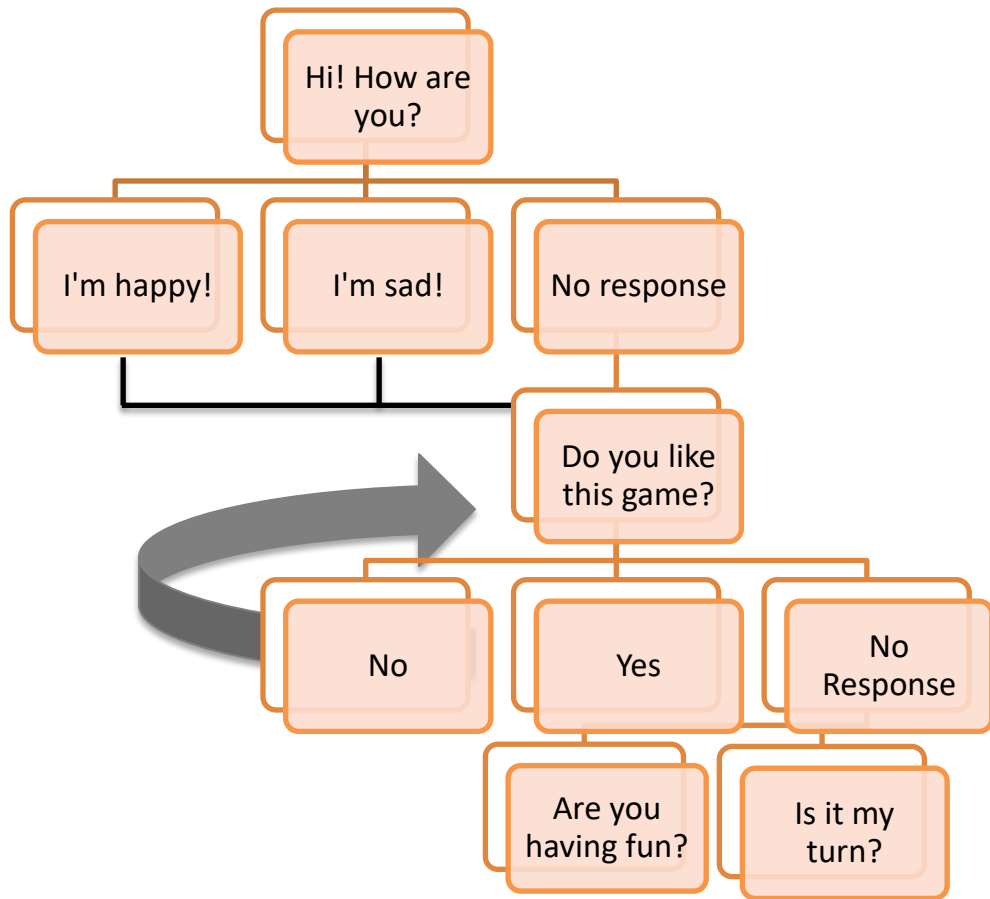 Hi! How are
you?
I'm happy!
I'm sad!
No response
Do you like
this game?
No
Yes
No
Response
Are you
having fun?
Is it my
turn?